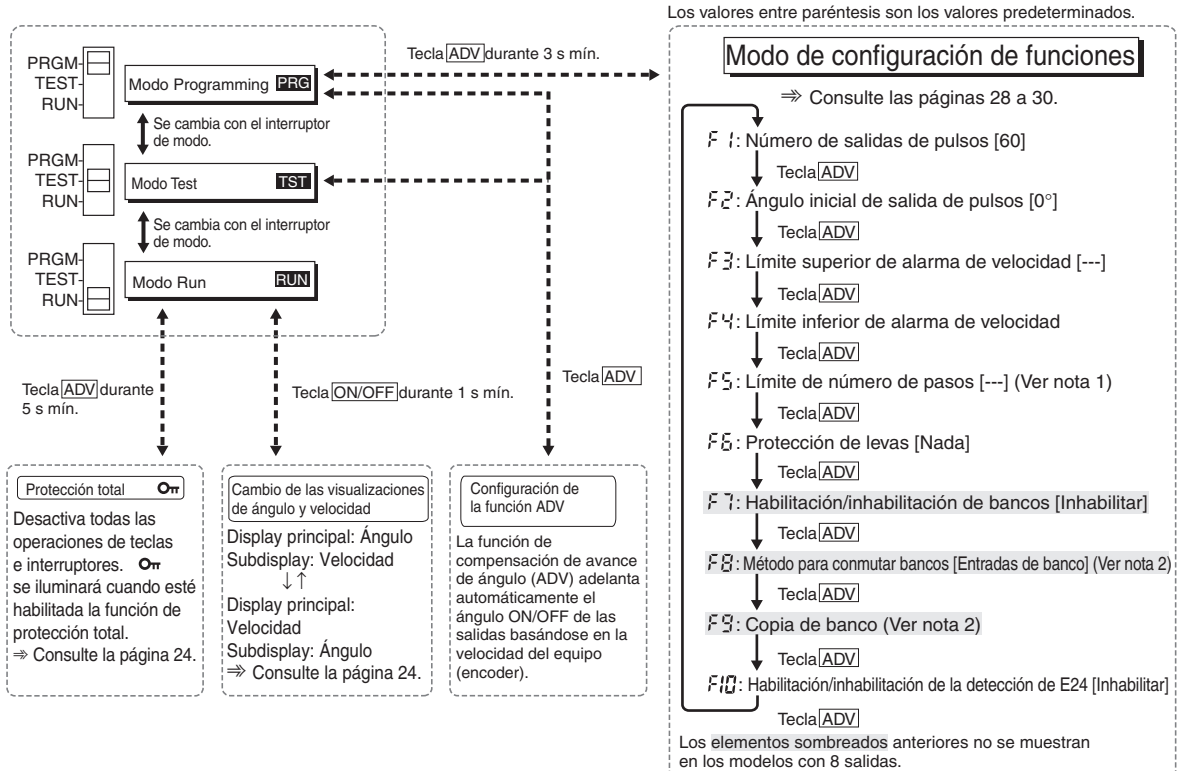 Los valores entre paréntesis son los valores predeterminados.
PRGM
TEST
RUN
Modo Programming PRG
Se cambia con el interruptor
de modo.
PRGM
TEST
RUN
Modo Test TST
Se cambia con el interruptor
de modo.
PRGM
TEST
RUN
Modo Run RUN
Tecla ADV durante 3 s mín.
Tecla ADV durante
5 s mín.
Tecla ON/OFF durante 1 s mín.
Tecla ADV
Protección total
Desactiva todas las
operaciones de teclas
e interruptores.
se iluminará cuando esté
habilitada la función de
protección total.
⇒ Consulte la página 24.
Cambio de las visualizaciones
de ángulo y velocidad
Display principal: Ángulo
Subdisplay: Velocidad
↓↑
Display principal:
Velocidad
Subdisplay: Ángulo
⇒ Consulte la página 24.
Configuración de
la función ADV
La función de
compensación de avance
de ángulo (ADV) adelanta
automáticamente el
ángulo ON/OFF de las
salidas basándose en la
velocidad del equipo
(encoder).
Modo de configuración de funciones
⇒ Consulte las páginas 28 a 30.
F1: Número de salidas de pulsos [60]
Tecla ADV
F2: Ángulo inicial de salida de pulsos [0°]
Tecla ADV
F3: Límite superior de alarma de velocidad [---]
Tecla ADV
F4: Límite inferior de alarma de velocidad
Tecla ADV
F5: Límite de número de pasos [---] (Ver nota 1)
Tecla ADV
F6: Protección de levas [Nada]
Tecla ADV
F7: Habilitación/inhabilitación de bancos [Inhabilitar]
Tecla ADV
F8: Método para conmutar bancos [Entradas de banco] (Ver nota 2)
Tecla ADV
F9: Copia de banco (Ver nota 2)
Tecla ADV
F10: Habilitación/inhabilitación de la detección de E24 [Inhabilitar]
Tecla ADV
Los elementos sombreados anteriores no se muestran
en los modelos con 8 salidas.